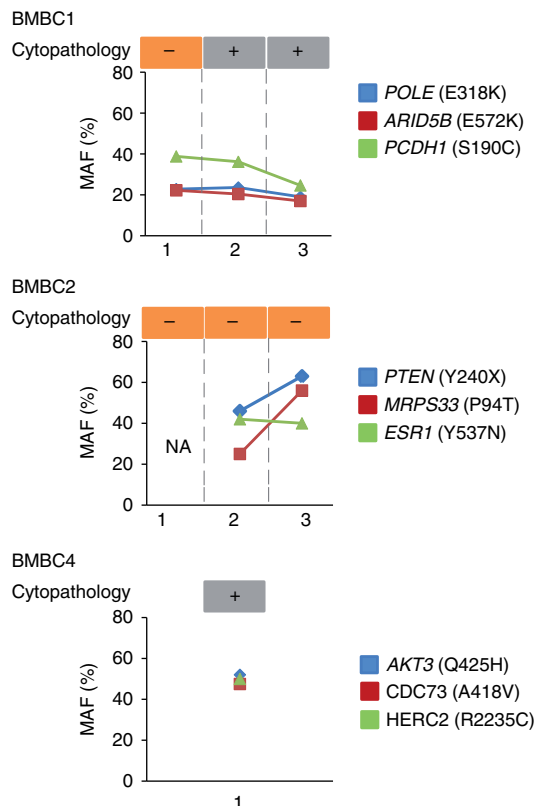 BMBC1
Cytopathology
− + +
80
60
40
20
0
MAF (%)
1 2 3
POLE (E318K)
ARID5B (E572K)
PCDH1 (S190C)
BMBC2
Cytopathology
− − −
80
60
40
20
0
MAF (%)
NA
1 2 3
PTEN (Y240X)
MRPS33 (P94T)
ESR1 (Y537N)
BMBC4
Cytopathology
+
80
60
40
20
0
MAF (%)
1
AKT3 (Q425H)
CDC73 (A418V)
HERC2 (R2235C)